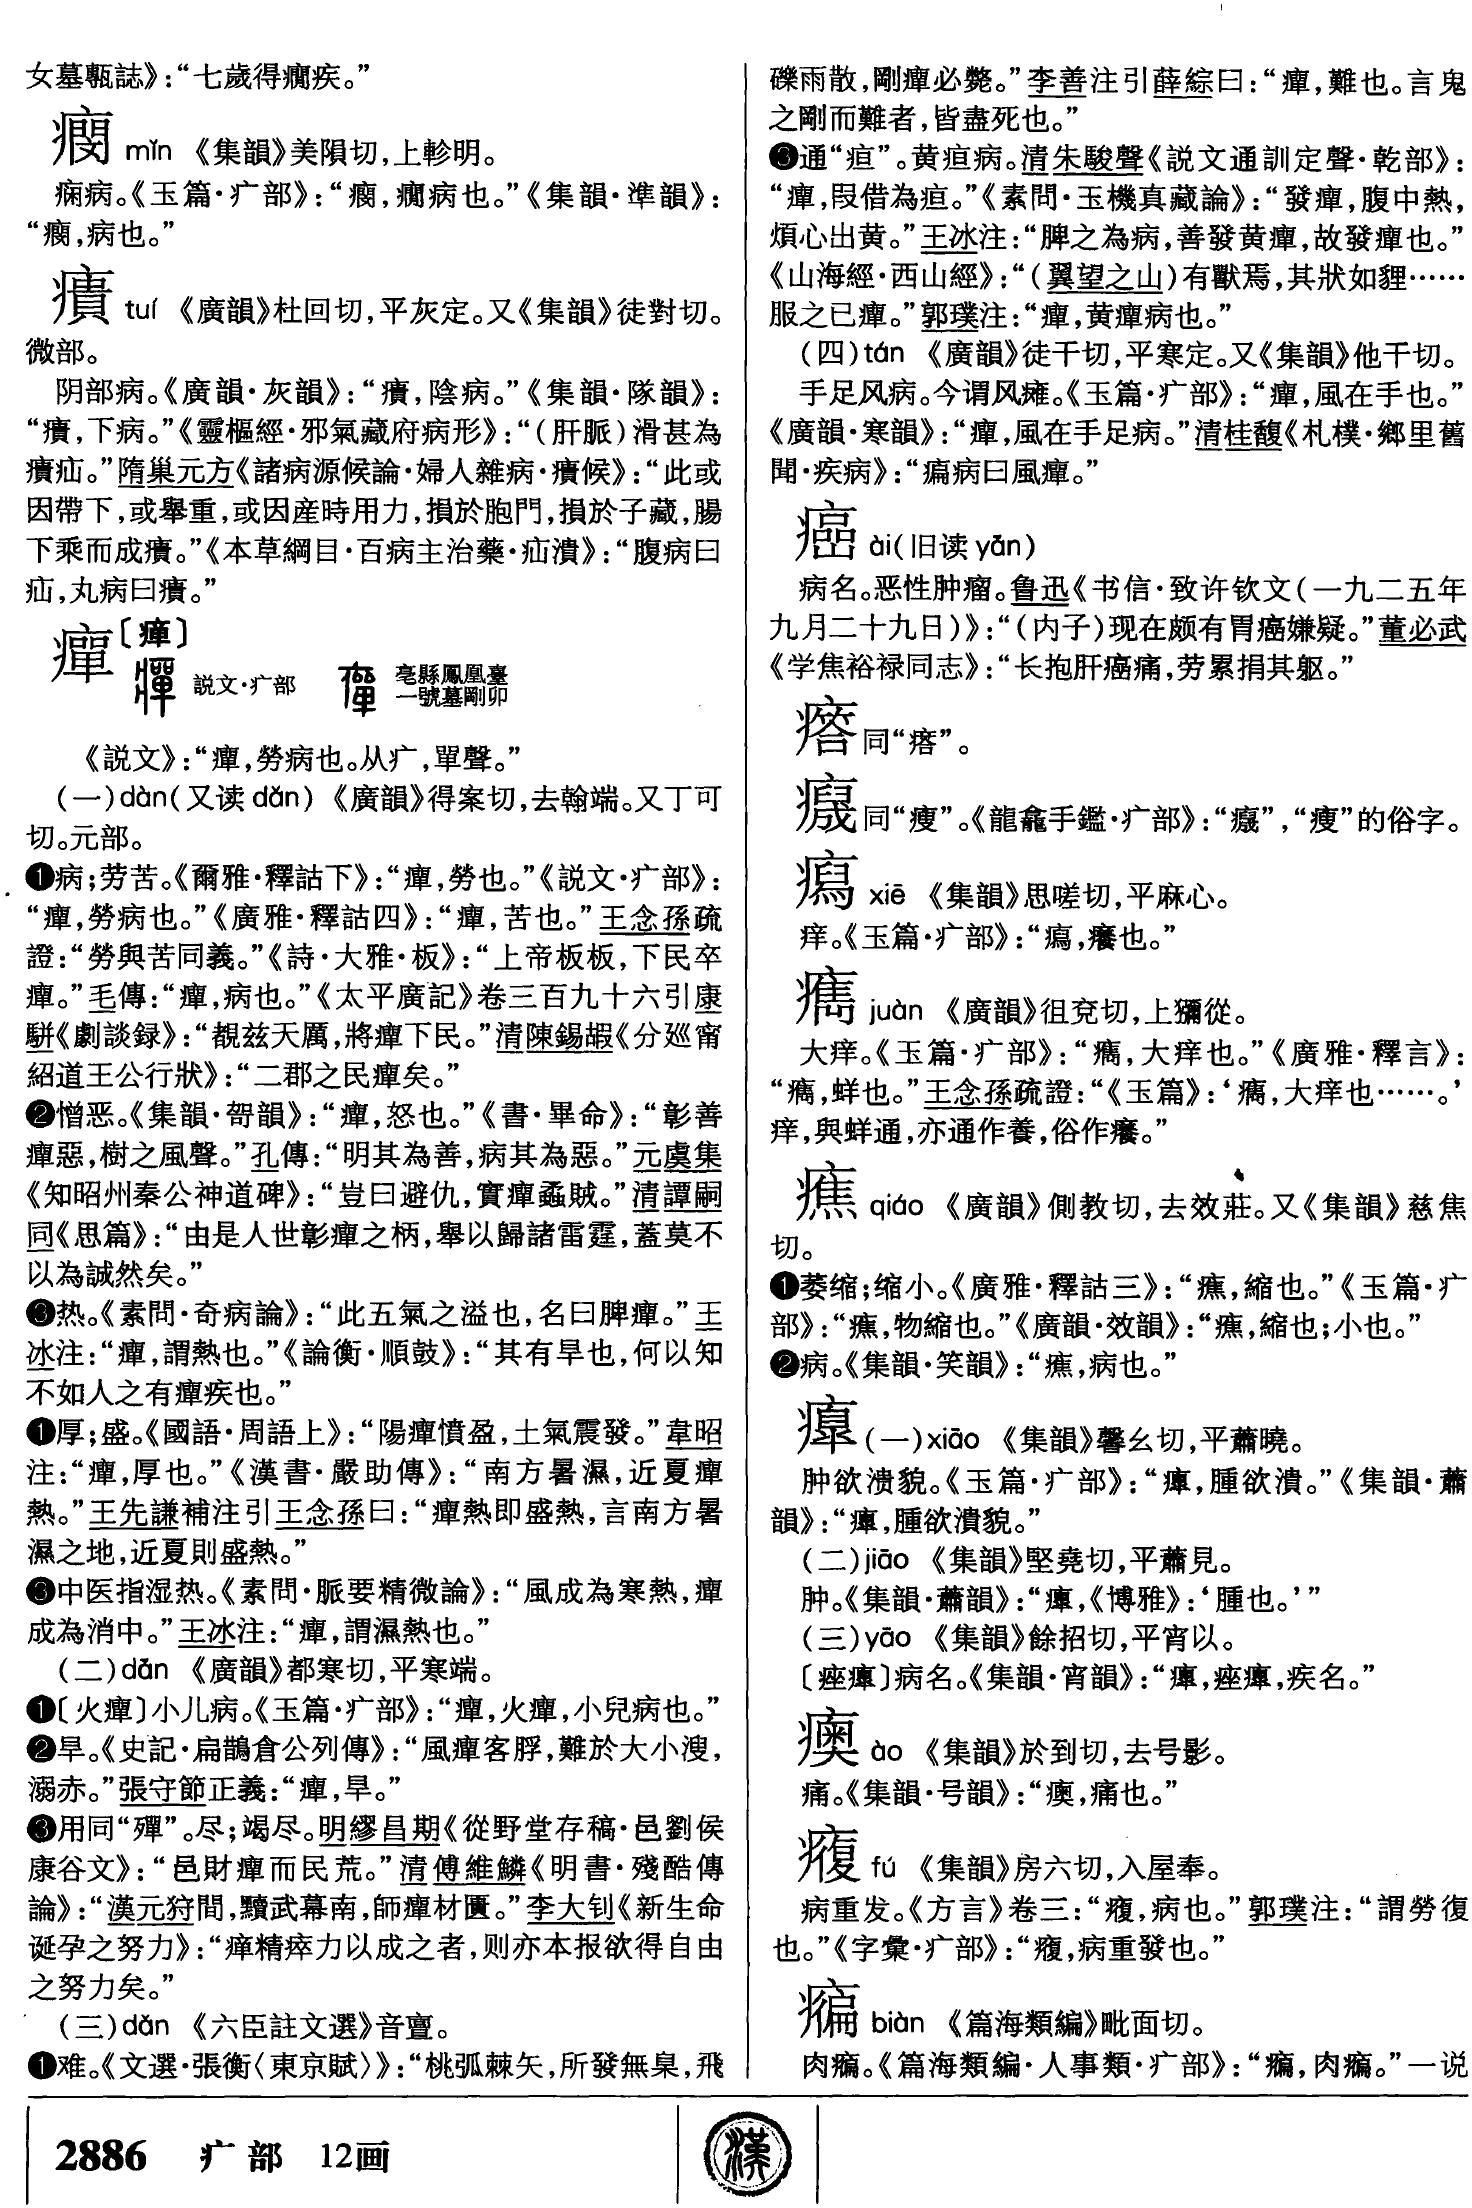 女墓甎誌》：“七歲得癇疾。”
mǐn 《集韻》美隕切，上軫明。
痫病。《玉篇·疒部》：“㢯，癇病也。”《集韻·準韻》：
病也。”
㿉 tuí 《廣韻》杜回切，平灰定。又《集韻》徒對切。
微部。
阴部病。《廣韻·灰韻》：“㿉，陰病。”《集韻·隊韻》：
“㿉，下病。”《靈樞經·邪氣藏府病形》：“（肝脈）滑甚為
㿉疝。”隋巢元方《諸病源候論·婦人雜病·㿉候》：“此或
因帶下，或舉重，或因産時用力，損於胞門，損於子藏，腸
下乘而成㿉。”《本草綱目·百病主治藥·疝㿉》：“腹病曰
疝，丸病曰㿉。”
癉〔瘅〕
説文·疒部 亳縣鳳凰臺
一號墓剛卯
《説文》：“癉，勞病也。从疒，單聲。”
（一）dàn（又读dǎn） 《廣韻》得案切，去翰端。又丁可
切。元部。
❶病；劳苦。《爾雅·釋詁下》：“癉，勞也。”《説文·疒部》：
“癉，勞病也。”《廣雅·釋詁四》：“癉，苦也。”王念孫疏
證：“勞與苦同義。”《詩·大雅·板》：“上帝板板，下民卒
癉。”毛傳：“癉，病也。”《太平廣記》卷三百九十六引康
駢《劇談録》：“覩兹天厲，將癉下民。”清陳錫嘏《分廵甯
紹道王公行狀》：“二郡之民癉矣。”
❷憎恶。《集韻·哿韻》：“癉，怒也。”《書·畢命》：“彰善
癉惡，樹之風聲。”孔傳：“明其為善，病其為惡。”元虞集
《知昭州秦公神道碑》：“豈曰避仇，實癉蟊賊。”清譚嗣
同《思篇》：“由是人世彰癉之柄，舉以歸諸雷霆，蓋莫不
以為誠然矣。”
❸热。《素問·奇病論》：“此五氣之溢也，名曰脾癉。”王
冰注：“癉，謂熱也。”《論衡·順鼓》：“其有旱也，何以知
不如人之有癉疾也。”
❶厚；盛。《國語·周語上》：“陽癉憤盈，土氣震發。”韋昭
注：“癉，厚也。”《漢書·嚴助傳》：“南方暑濕，近夏癉
熱。”王先謙補注引王念孫曰：“癉熱即盛熱，言南方暑
濕之地，近夏則盛熱。”
❸中医指湿热。《素問·脈要精微論》：“風成為寒熱，癉
成為消中。”王冰注：“癉，謂濕熱也。”
（二）dān 《廣韻》都寒切，平寒端。
❶〔火癉〕小儿病。《玉篇·疒部》：“癉，火癉，小兒病也。”
❷旱。《史記·扁鵲倉公列傳》：“風癉客脬，難於大小溲，
溺赤。”張守節正義：“癉，旱。”
❸用同“殫”。尽；竭尽。明繆昌期《從野堂存稿·邑劉侯
康谷文》：“邑財癉而民荒。”清傅維鱗《明書·殘酷傳
論》：“漢元狩間，黷武幕南，師癉材匱。”李大钊《新生命
诞孕之努力》：“瘅精瘁力以成之者，则亦本报欲得自由
之努力矣。”
（三）dǎn 《六臣註文選》音亶。
❶难。《文選·張衡〈東京賦〉》：“桃弧棘矢，所發無臬，飛
礫雨散，剛癉必斃。”李善注引薛綜曰：“癉，難也。言鬼
之剛而難者，皆盡死也。”
❸通“疸”。黄疸病。清朱駿聲《説文通訓定聲·乾部》：
“癉，叚借為疸。”《素問·玉機真藏論》：“發癉，腹中熱，
煩心出黄。”王冰注：“脾之為病，善發黄癉，故發癉也。”
《山海經·西山經》：“（翼望之山）有獸焉，其狀如貍……
服之已癉。”郭璞注：“癉，黄癉病也。”
（四）tán 《廣韻》徒干切，平寒定。又《集韻》他干切。
手足风病。今谓风瘫。《玉篇·疒部》：“癉，風在手也。”
《廣韻·寒韻》：“癉，風在手足病。”清桂馥《札樸·鄉里舊
聞·疾病》：“瘺病曰風癉。”
癌 ài（旧读yān）
病名。恶性肿瘤。鲁迅《书信·致许钦文（一九二五年
九月二十九日）》：“（内子）现在颇有胃癌嫌疑。”董必武
《学焦裕禄同志》：“长抱肝癌痛，劳累捐其躯。”
同“瘩”。
同“瘦”。《龍龕手鑑·疒部》：“瘦”的俗字。
xiē 《集韻》思嗟切，平麻心。
痒。《玉篇·疒部》：癢也。”
juàn 《廣韻》徂兗切，上獮從。
大痒。《玉篇·疒部》：大痒也。”《廣雅·釋言》：
蛘也。”王念孫疏證：“《玉篇》：大痒也……。’
痒，與蛘通，亦通作養，俗作癢。”
癄 qiáo 《廣韻》側教切，去效莊。又《集韻》慈焦
切。
❶萎缩；缩小。《廣雅·釋詁三》：“癄，縮也。”《玉篇·疒
部》：“癄，物縮也。”《廣韻·效韻》：“癄，縮也；小也。”
❷病。《集韻·笑韻》：“癄，病也。”
（一）xiāo 《集韻》馨幺切，平蕭曉。
肿欲溃貌。《玉篇·疒部》：腫欲潰。”《集韻·蕭
韻》：腫欲潰貌。”
（二）jiāo 《集韻》堅堯切，平蕭見。
肿。《集韻·蕭韻》：《博雅》：‘腫也。’”
（三）yāo 《集韻》餘招切，平宵以。
病名。《集韻·宵韻》：疾名。”
ào 《集韻》於到切，去号影。
痛。《集韻·号韻》：痛也。”
fú 《集韻》房六切，入屋奉。
病重发。《方言》卷三：病也。”郭璞注：“謂勞復
也。”《字彙·疒部》：病重發也。”
biàn 《篇海類編》毗面切。
肉㾫。《篇海類編·人事類·疒部》：一说
2886 疒部 12画
漢